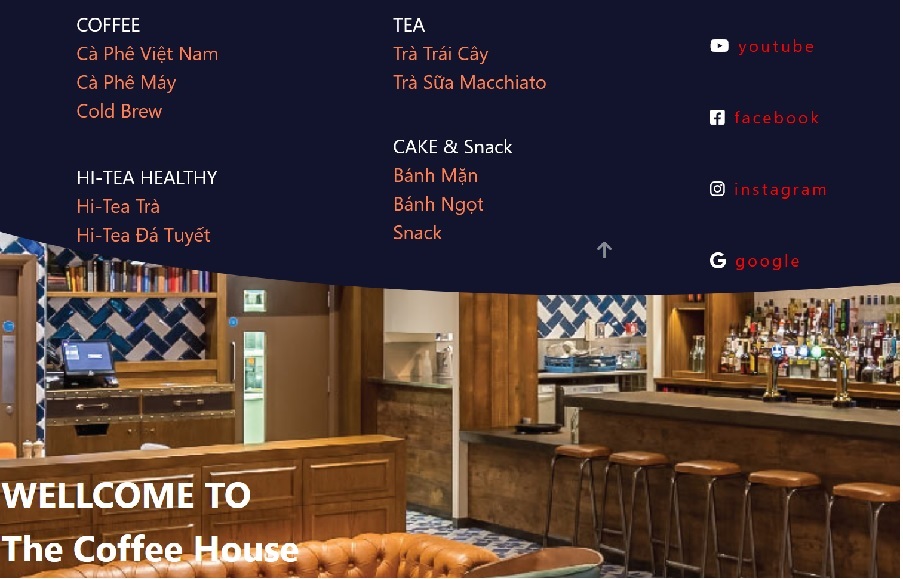 COFFEE
Cà Phê Việt Nam
Cà Phê Máy
Cold Brew
HI-TEA HEALTHY
Hi-Tea Trà
Hi-Tea Đá Tuyết
TEA
Trà Trái Cây
Trà Sữa Macchiato
CAKE & Snack
Bánh Mặn
Bánh Ngọt
Snack
youtube
facebook
instagram
google
WELLCOME TO
The Coffee House